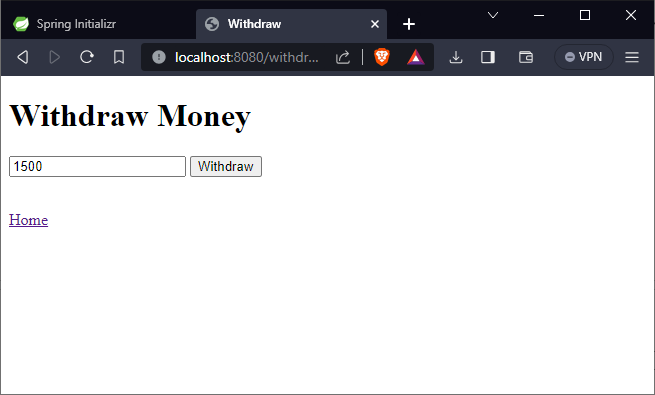 Spring Initializr
Withdraw
localhost:8080/withdr...
VPN
Withdraw Money
1500
Withdraw
Home